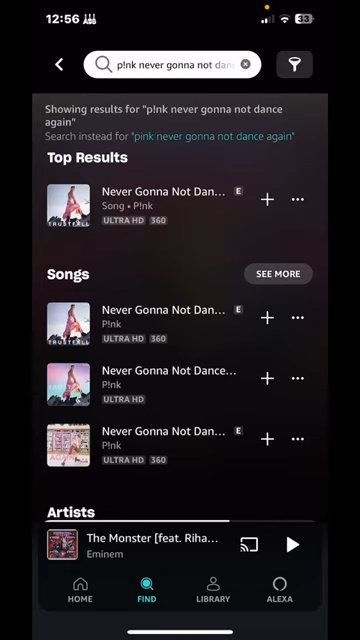 12:56
33
p!nk never gonna not dan
Showing results for "p!nk never gonna not dance
again"
Search instead for "pink never gonna not dance again"
Top Results
Never Gonna Not Dan... E
Song • P!nk
ULTRA HD 360
TRUSTFALL
Songs
SEE MORE
Never Gonna Not Dan... E
P!nk
ULTRA HD 360
TRUSTFALL
Never Gonna Not Dance...
P!nk
ULTRA HD
Never Gonna Not Dan... E
P!nk
ULTRA HD 360
Artists
The Monster [feat. Riha...
Eminem
HOME
FIND
LIBRARY
ALEXA